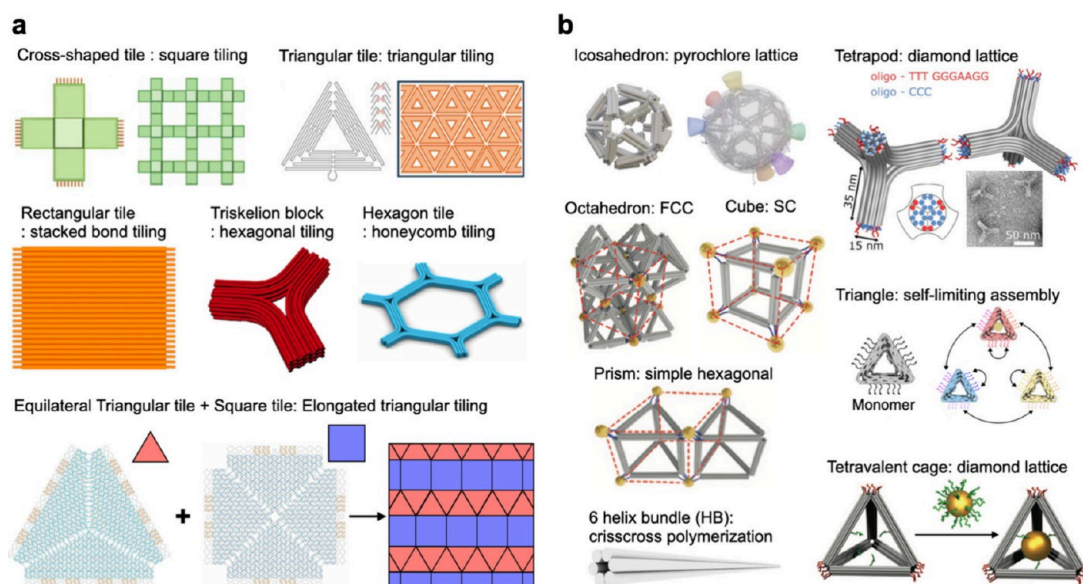 a
Cross-shaped tile : square tiling
Triangular tile: triangular tiling
Rectangular tile
: stacked bond tiling
Triskelion block
: hexagonal tiling
Hexagon tile
: honeycomb tiling
Equilateral Triangular tile + Square tile: Elongated triangular tiling
+
b
Icosahedron: pyrochlore lattice
Tetrapod: diamond lattice
oligo - TTT GGGAAGG
oligo - CCC
35 nm
15 nm
50 nm
Octahedron: FCC
Cube: SC
Triangle: self-limiting assembly
Monomer
Prism: simple hexagonal
6 helix bundle (HB):
crisscross polymerization
Tetravalent cage: diamond lattice